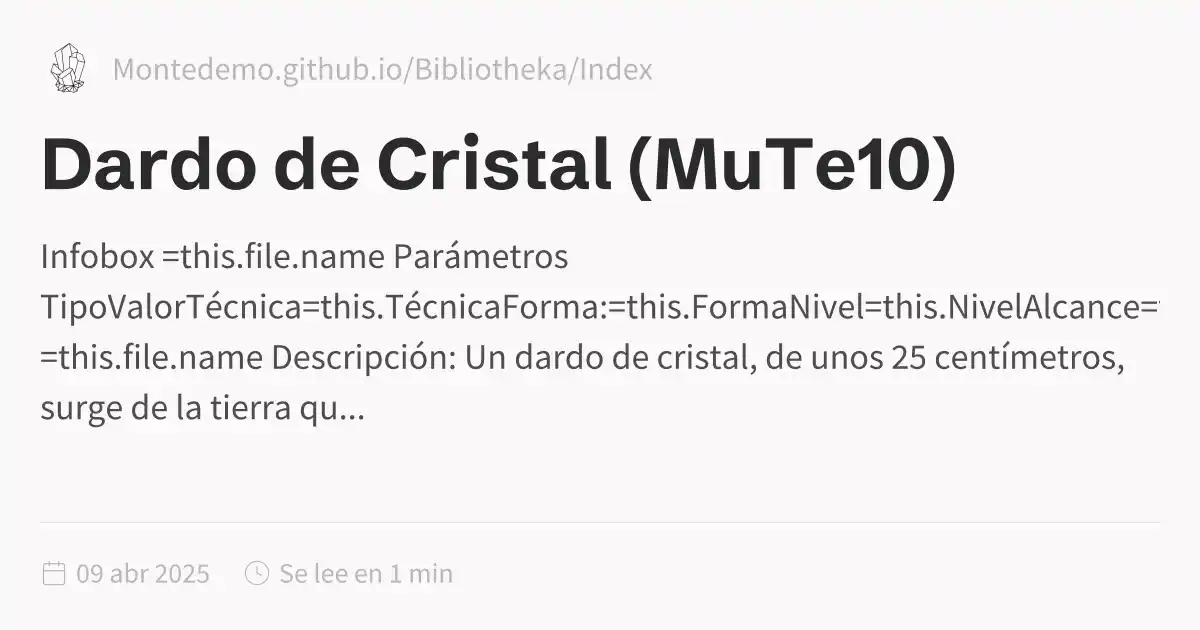 Montedemo.github.io/Bibliotheka/Index
Dardo de Cristal (MuTe10)
Infobox =this.file.name Parámetros
TipoValorTécnica=this.TécnicaForma:=this.FormaNivel=this.NivelAlcance=
=this.file.name Descripción: Un dardo de cristal, de unos 25 centímetros,
surge de la tierra qu...
09 abr 2025
Se lee en 1 min